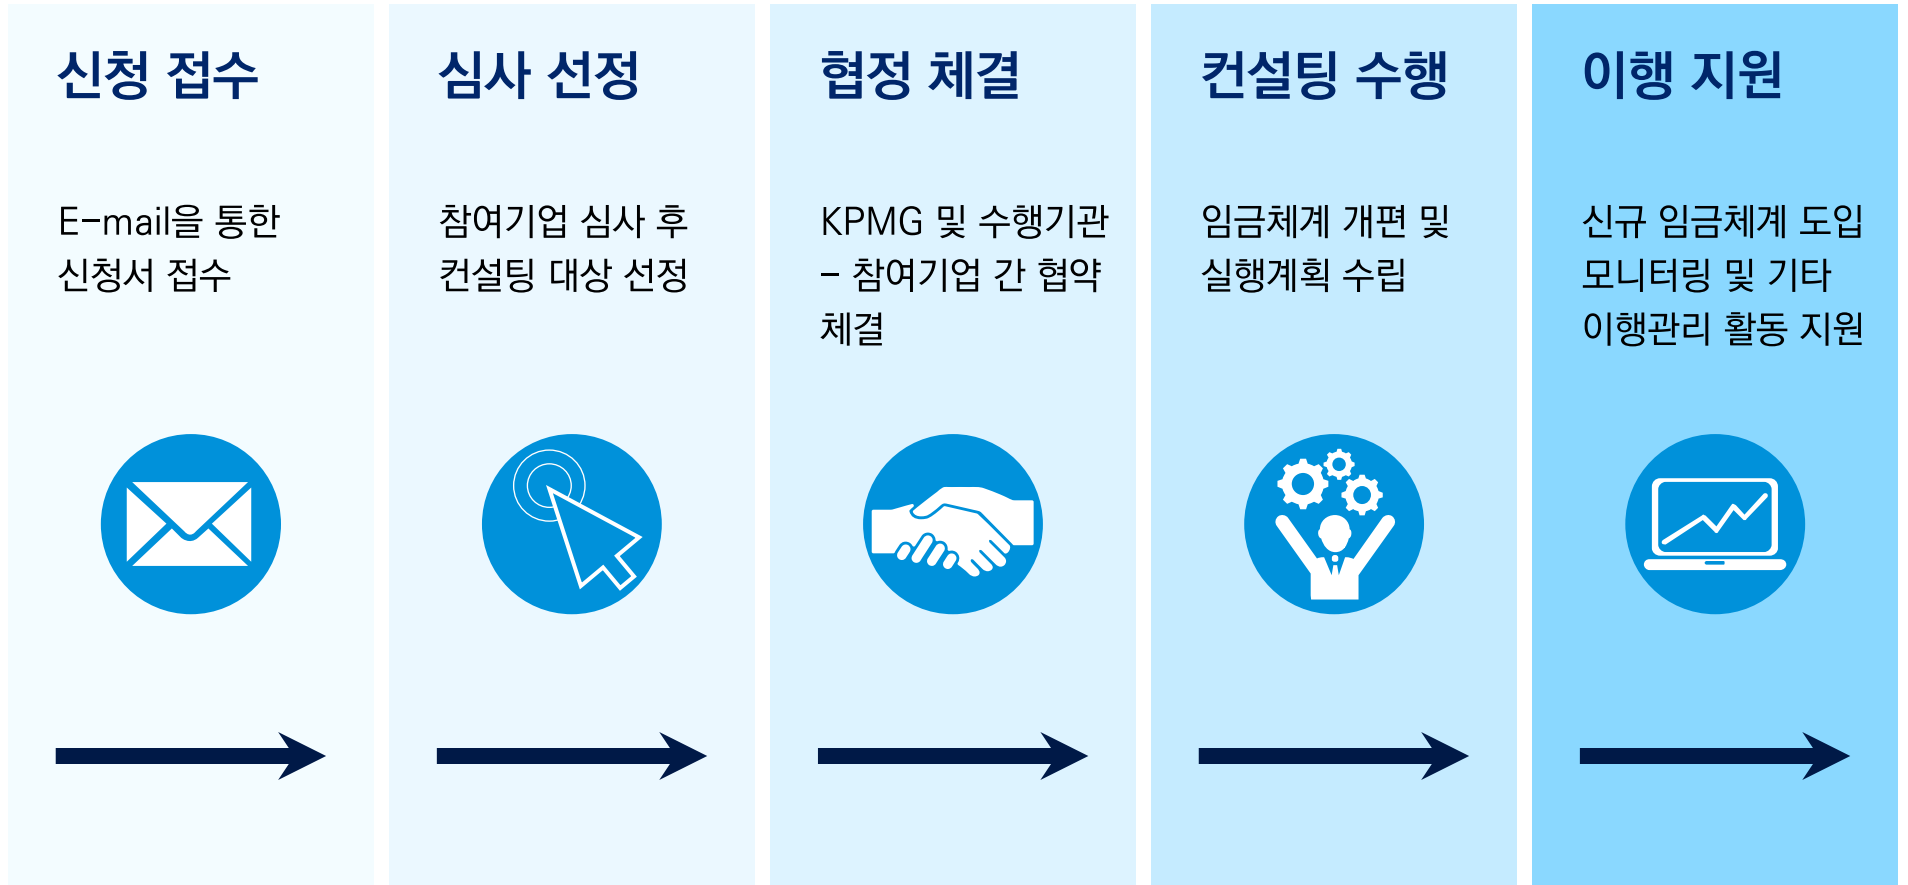 신청 접수
E-mail을 통한
신청서 접수
심사 선정
참여기업 심사 후
컨설팅 대상 선정
협정 체결
KPMG 및 수행기관
- 참여기업 간 협약
체결
컨설팅 수행
임금체계 개편 및
실행계획 수립
이행 지원
신규 임금체계 도입
모니터링 및 기타
이행관리 활동 지원